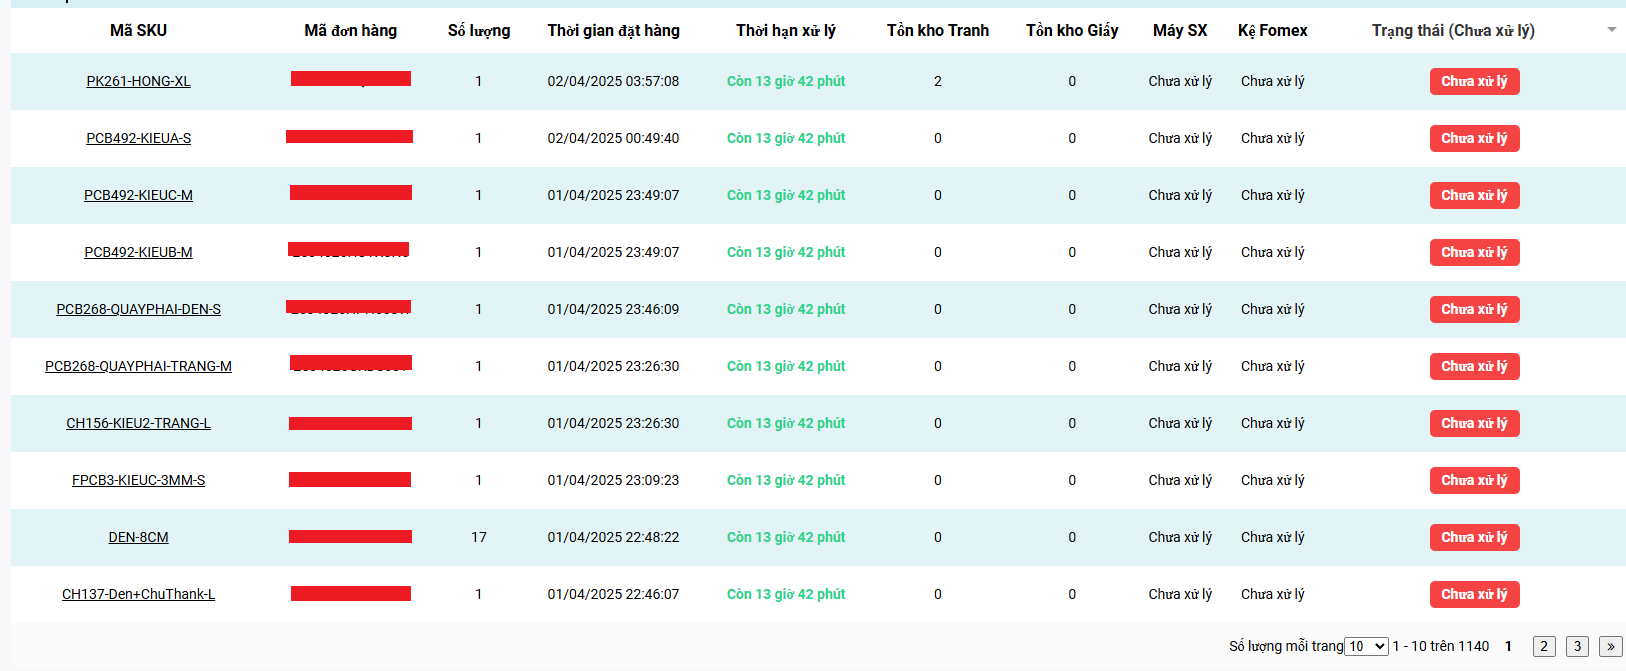 Mã SKU Mã đơn hàng Số lượng Thời gian đặt hàng Thời hạn xử lý Tồn kho Tranh Tồn kho Giấy Máy SX Kệ Fomex Trạng thái (Chưa xử lý)
PK261-HONG-XL 1 02/04/2025 03:57:08 Còn 13 giờ 42 phút 2 0 Chưa xử lý Chưa xử lý Chưa xử lý
PCB492-KIEUA-S 1 02/04/2025 00:49:40 Còn 13 giờ 42 phút 0 0 Chưa xử lý Chưa xử lý Chưa xử lý
PCB492-KIEUC-M 1 01/04/2025 23:49:07 Còn 13 giờ 42 phút 0 0 Chưa xử lý Chưa xử lý Chưa xử lý
PCB492-KIEUB-M 1 01/04/2025 23:49:07 Còn 13 giờ 42 phút 0 0 Chưa xử lý Chưa xử lý Chưa xử lý
PCB268-QUAYPHAI-DEN-S 1 01/04/2025 23:46:09 Còn 13 giờ 42 phút 0 0 Chưa xử lý Chưa xử lý Chưa xử lý
PCB268-QUAYPHAI-TRANG-M 1 01/04/2025 23:26:30 Còn 13 giờ 42 phút 0 0 Chưa xử lý Chưa xử lý Chưa xử lý
CH156-KIEU2-TRANG-L 1 01/04/2025 23:26:30 Còn 13 giờ 42 phút 0 0 Chưa xử lý Chưa xử lý Chưa xử lý
FPCB3-KIEUC-3MM-S 1 01/04/2025 23:09:23 Còn 13 giờ 42 phút 0 0 Chưa xử lý Chưa xử lý Chưa xử lý
DEN-8CM 17 01/04/2025 22:48:22 Còn 13 giờ 42 phút 0 0 Chưa xử lý Chưa xử lý Chưa xử lý
CH137-Den+ChuThank-L 1 01/04/2025 22:46:07 Còn 13 giờ 42 phút 0 0 Chưa xử lý Chưa xử lý Chưa xử lý
Số lượng mỗi trang 10 1 - 10 trên 1140 1 2 3 »